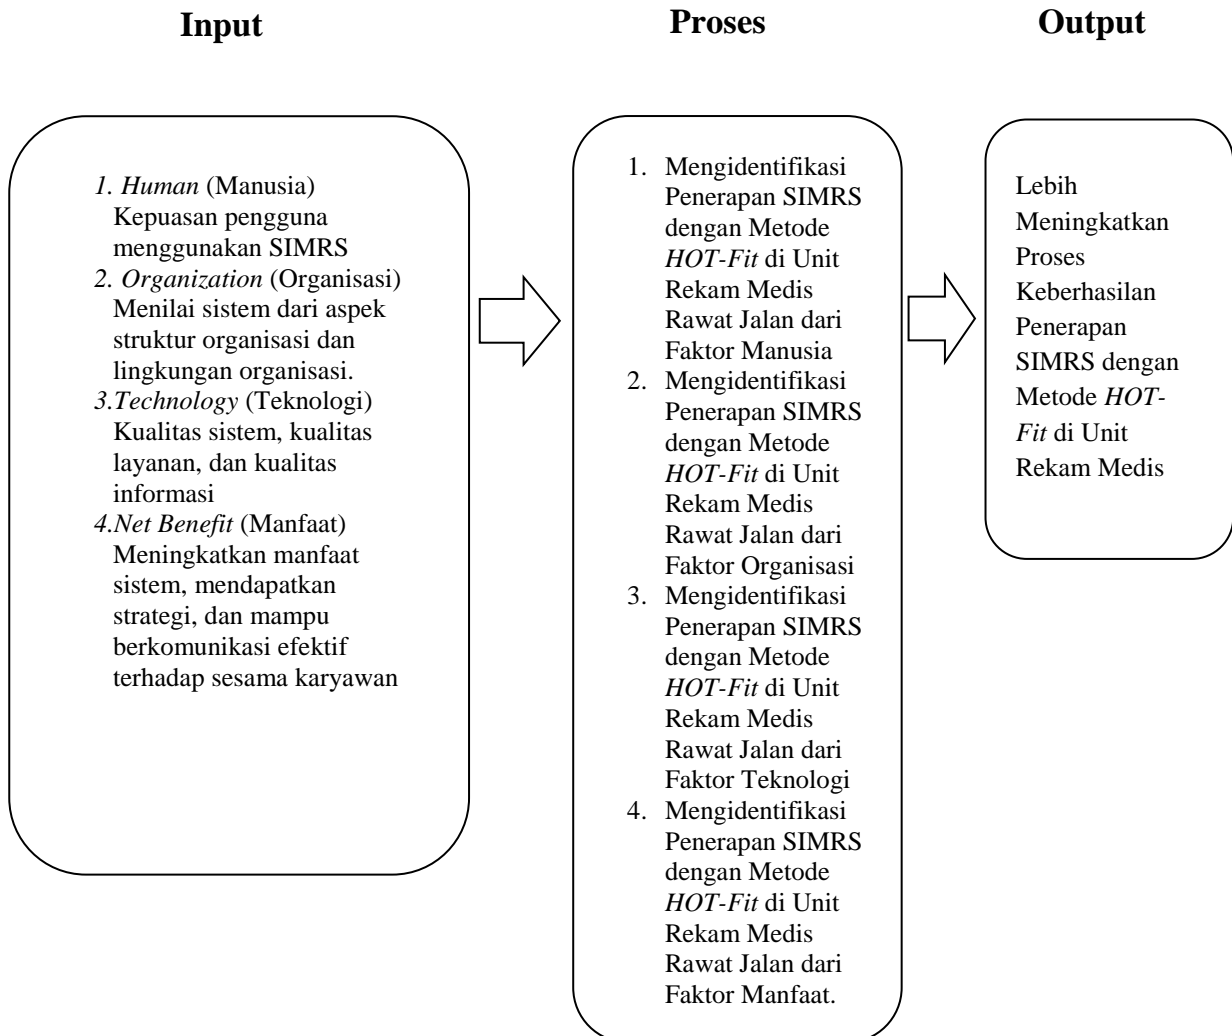 Input
Proses
Output
1. Human (Manusia)
Kepuasan pengguna
menggunakan SIMRS
2. Organization (Organisasi)
Menilai sistem dari aspek
struktur organisasi dan
lingkungan organisasi.
3.Technology (Teknologi)
Kualitas sistem, kualitas
layanan, dan kualitas
informasi
4.Net Benefit (Manfaat)
Meningkatkan manfaat
sistem, mendapatkan
strategi, dan mampu
berkomunikasi efektif
terhadap sesama karyawan
1. Mengidentifikasi
Penerapan SIMRS
dengan Metode
HOT-Fit di Unit
Rekam Medis
Rawat Jalan dari
Faktor Manusia
2. Mengidentifikasi
Penerapan SIMRS
dengan Metode
HOT-Fit di Unit
Rekam Medis
Rawat Jalan dari
Faktor Organisasi
3. Mengidentifikasi
Penerapan SIMRS
dengan Metode
HOT-Fit di Unit
Rekam Medis
Rawat Jalan dari
Faktor Teknologi
4. Mengidentifikasi
Penerapan SIMRS
dengan Metode
HOT-Fit di Unit
Rekam Medis
Rawat Jalan dari
Faktor Manfaat.
Lebih
Meningkatkan
Proses
Keberhasilan
Penerapan
SIMRS dengan
Metode HOT-
Fit di Unit
Rekam Medis